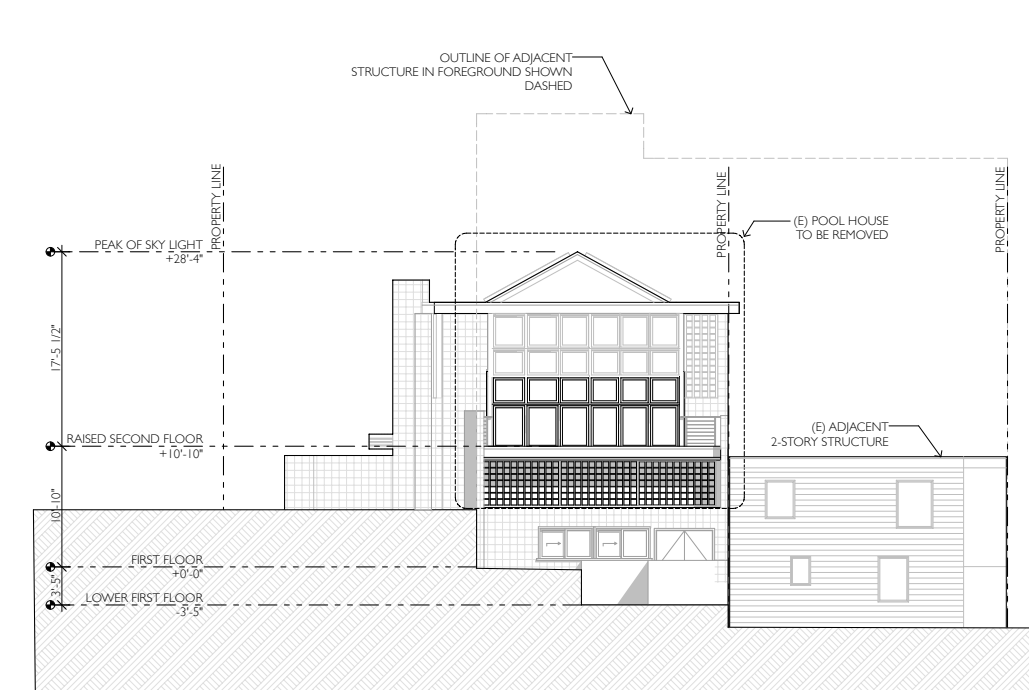 OUTLINE OF ADJACENT
STRUCTURE IN FOREGROUND SHOWN
DASHED
PROPERTY LINE
PROPERTY LINE
PROPERTY LINE
(E) POOL HOUSE
TO BE REMOVED
PEAK OF SKY LIGHT
+28'-4"
17'-5 1/2"
RAISED SECOND FLOOR
+10'-10"
(E) ADJACENT
2-STORY STRUCTURE
10'-10"
FIRST FLOOR
+0'-0"
3'-5"
LOWER FIRST FLOOR
-3'-5"